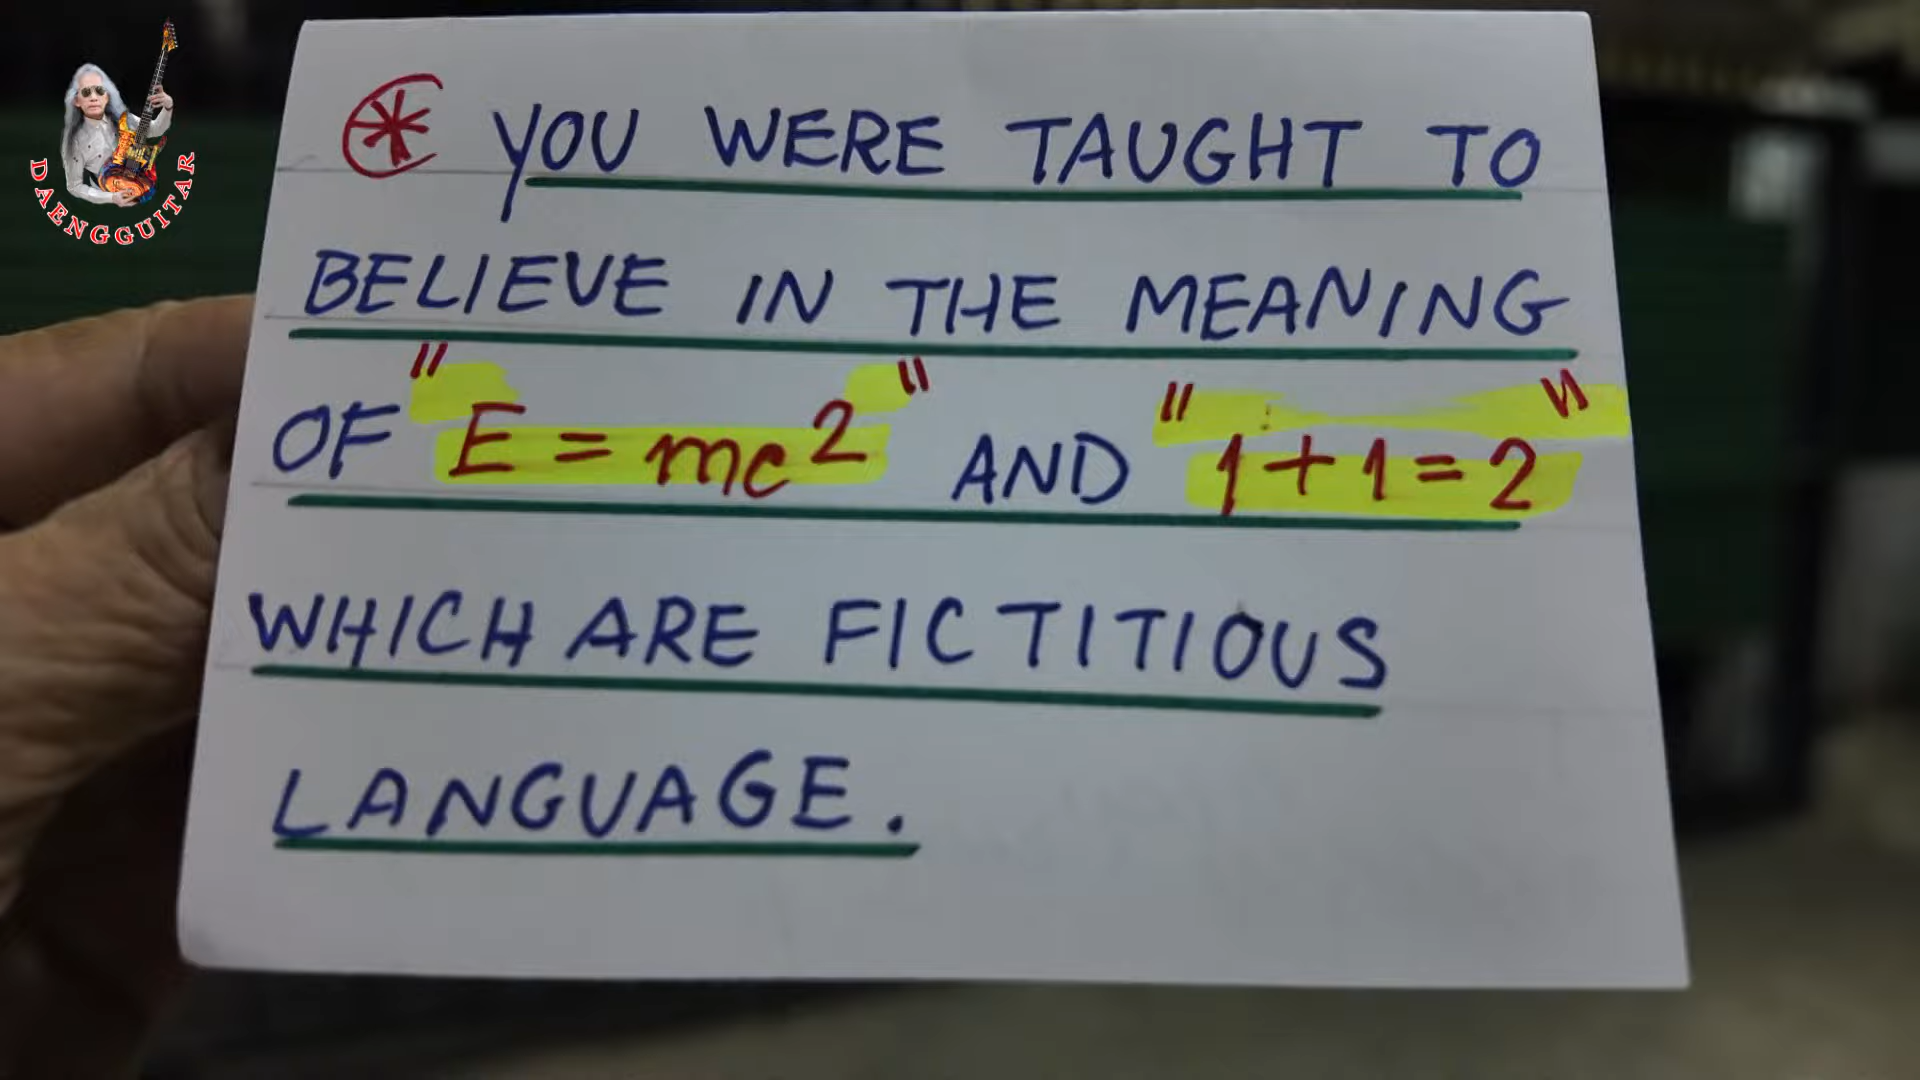 DAENGGUITAR
* YOU WERE TAUGHT TO
BELIEVE IN THE MEANING
OF "E = mc²" AND "1+1=2"
WHICH ARE FICTITIOUS
LANGUAGE.